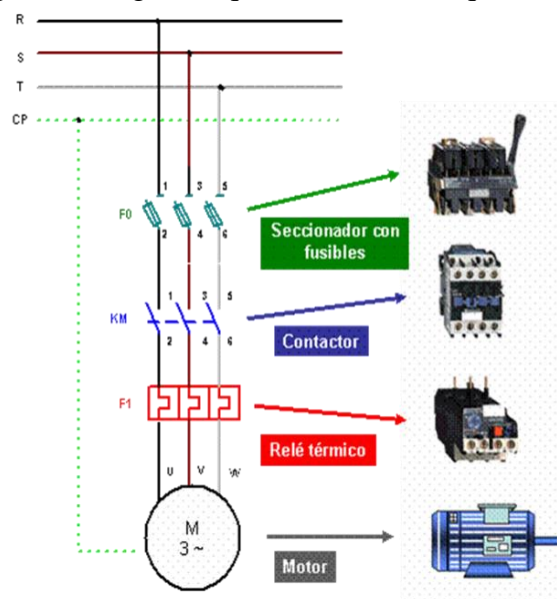 R
S
T
CP
1 3 5
F0
2 4 6
Seccionador con
fusibles
1 3 5
KM
2 4 6
Contactor
F1
Relé térmico
U V W
M
3 ~
Motor